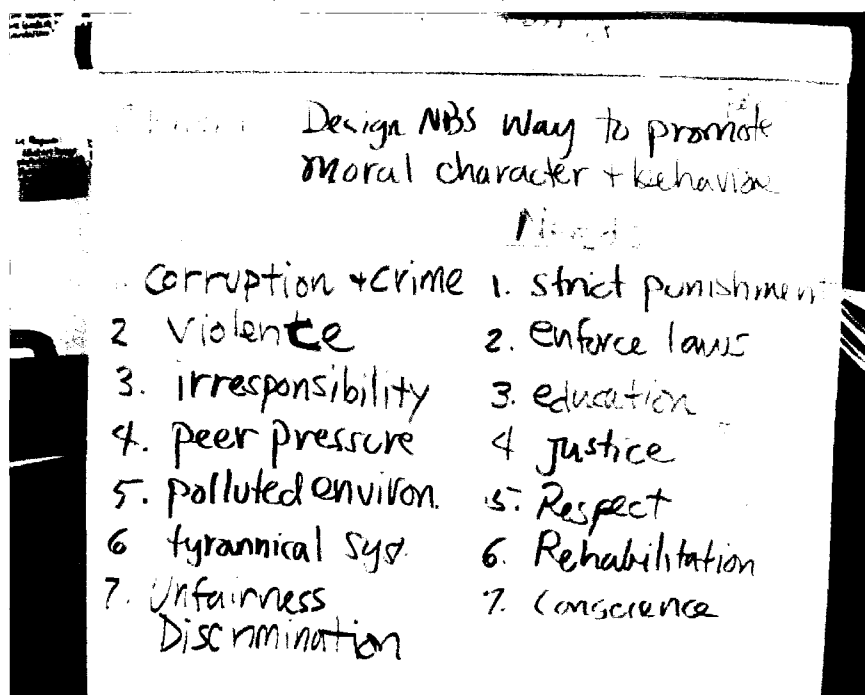 Design NBS Way to promote
moral character + behavior
Needs
Corruption + Crime
2 Violence
3. irresponsibility
4. peer pressure
5. polluted environ.
6 tyrannical sys.
7. Unfairness
Discrimination
1. strict punishment
2. enforce laws
3. education
4 Justice
5. Respect
6. Rehabilitation
7. Conscience